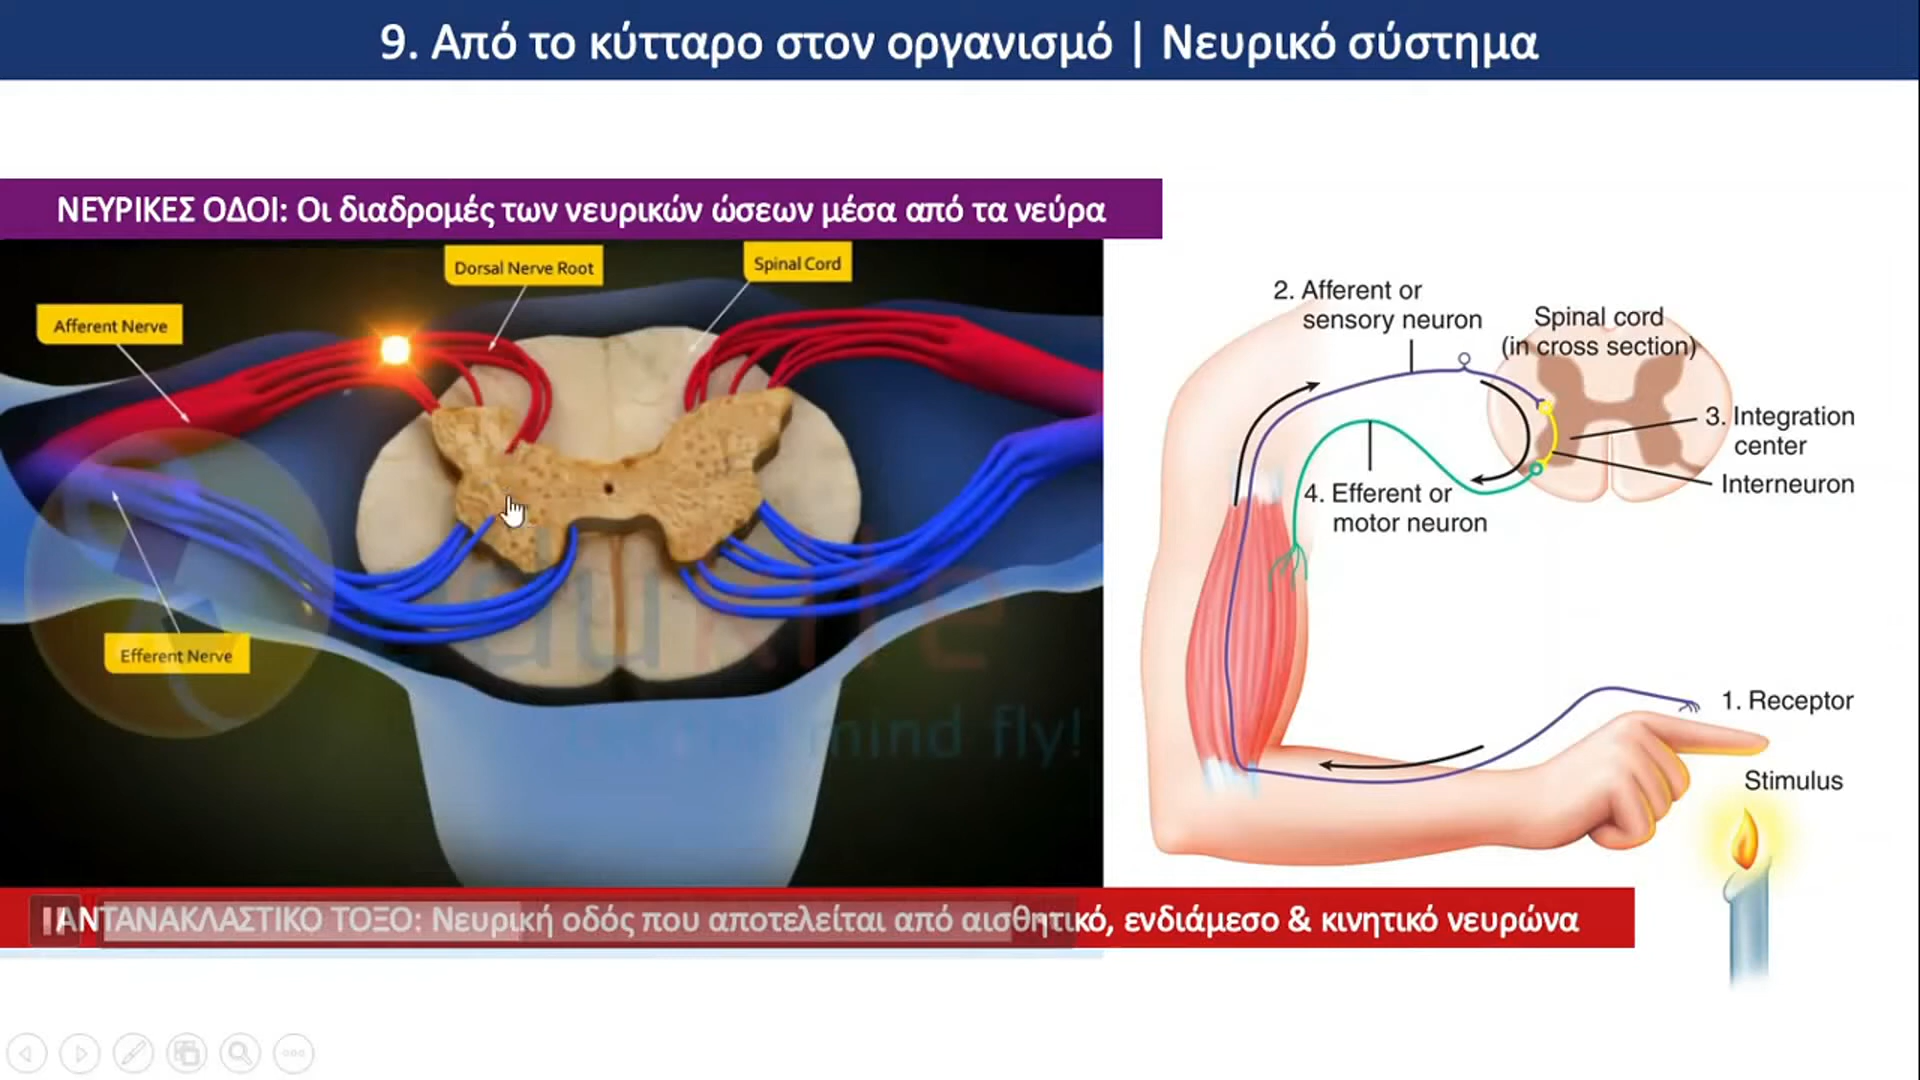 9. Από το κύτταρο στον οργανισμό | Νευρικό σύστημα
ΝΕΥΡΙΚΕΣ ΟΔΟΙ: Οι διαδρομές των νευρικών ώσεων μέσα από τα νεύρα
Dorsal Nerve Root
Spinal Cord
Afferent Nerve
Efferent Nerve
mind fly!
2. Afferent or
sensory neuron
Spinal cord
(in cross section)
3. Integration
center
Interneuron
4. Efferent or
motor neuron
1. Receptor
Stimulus
ΑΝΤΑΝΑΚΛΑΣΤΙΚΟ ΤΟΞΟ: Νευρική οδός που αποτελείται από αισθητικό, ενδιάμεσο & κινητικό νευρώνα